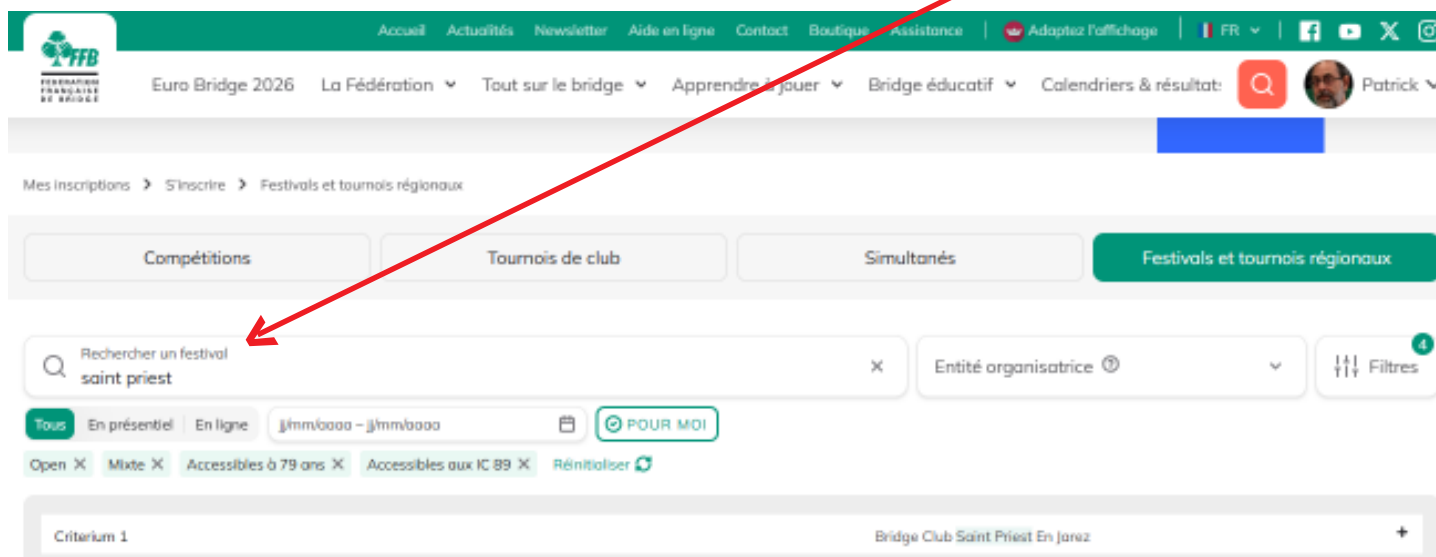 Accueil Actualités Newsletter Aide en ligne Contact Boutique Assistance | Adaptez l'affichage | FR |
FFB
FEDERATION
FRANÇAISE
DE BRIDGE
Euro Bridge 2026 La Fédération Tout sur le bridge Apprendre à jouer Bridge éducatif Calendriers & résultat Patrick
Mes inscriptions > S'inscrire > Festivals et tournois régionaux
Compétitions Tournois de club Simultanés Festivals et tournois régionaux
Rechercher un festival
saint priest
Entité organisatrice
4
Filtres
Tous En présentiel En ligne jj/mm/aaaa – jj/mm/aaaa POUR MOI
Open X Mixte X Accessibles à 79 ans X Accessibles aux IC 89 X Réinitialiser
Criterium 1 Bridge Club Saint Priest En Jarez +